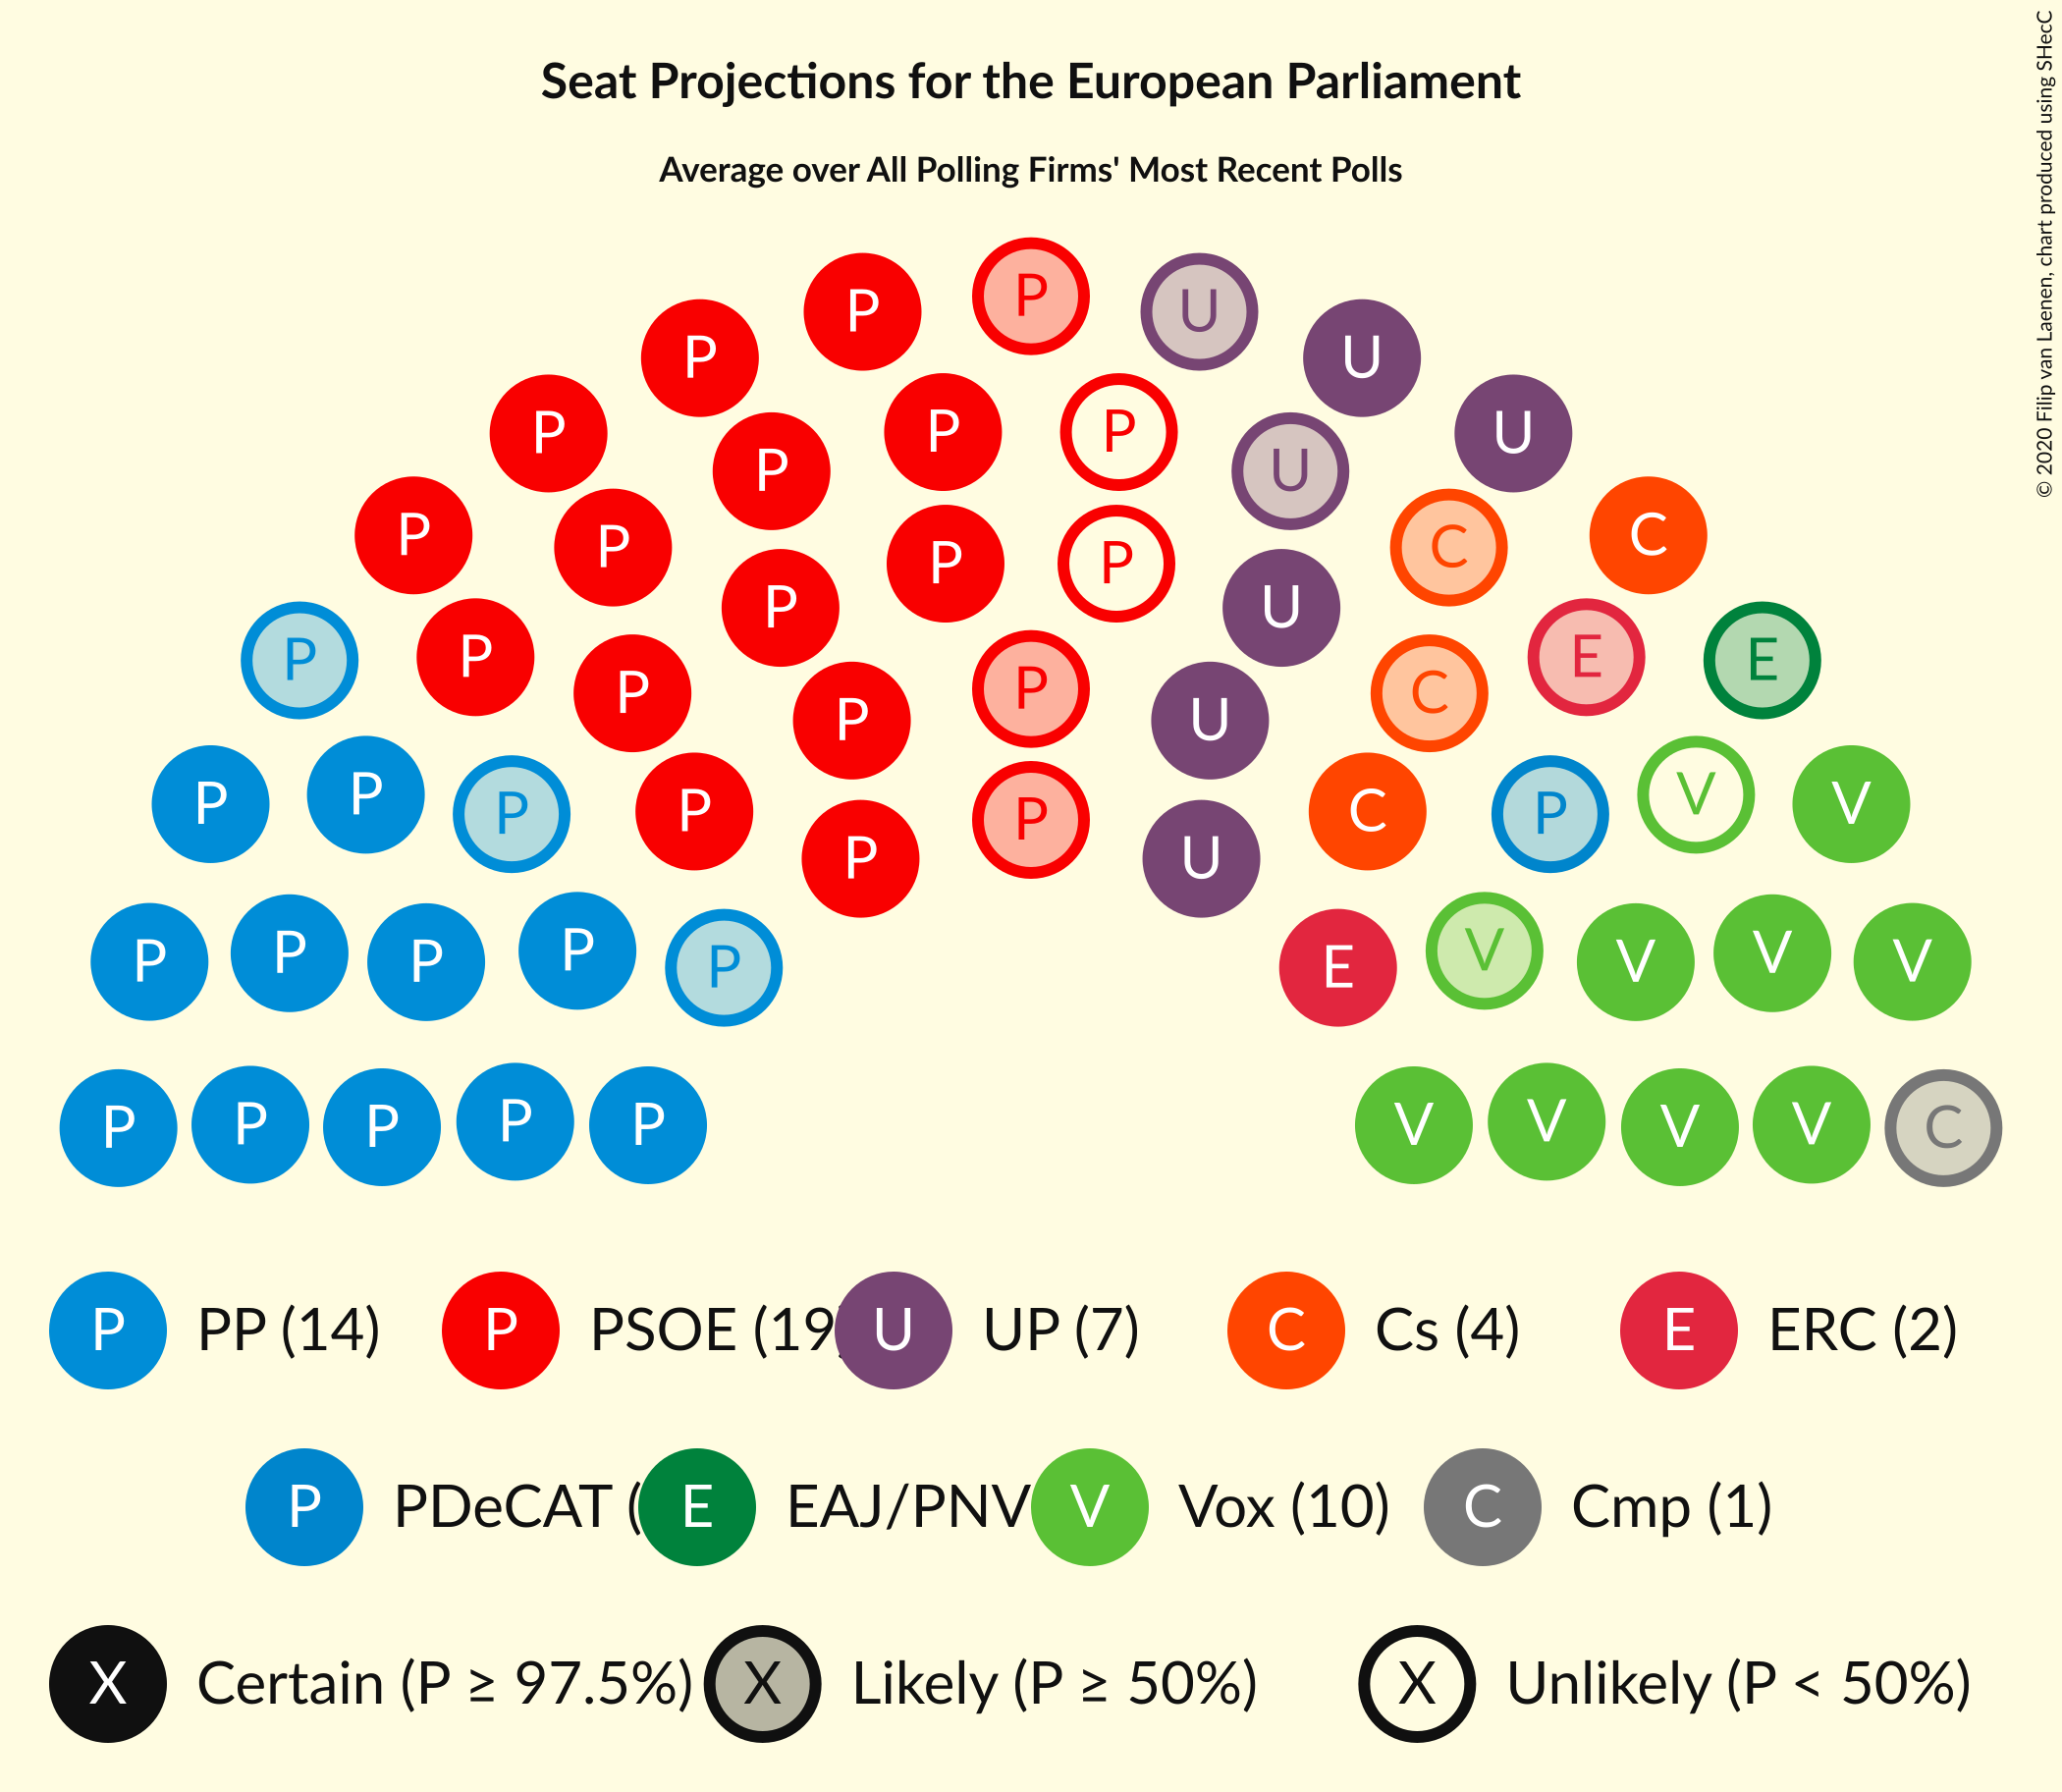 Seat Projections for the European Parliament
Average over All Polling Firms' Most Recent Polls
© 2020 Filip van Laenen, chart produced using SHecC
P P P U U
P P P U U
P P P P U C C
P P P U C E E
P P P P U C
P P P P P C P V V
P P U
P P P P P E V V V V
P P P P P V V V V C
P PP (14) P PSOE (19 U UP (7) C Cs (4) E ERC (2)
P PDeCAT ( E EAJ/PNV V Vox (10) C Cmp (1)
X Certain (P ≥ 97.5%) X Likely (P ≥ 50%) X Unlikely (P < 50%)